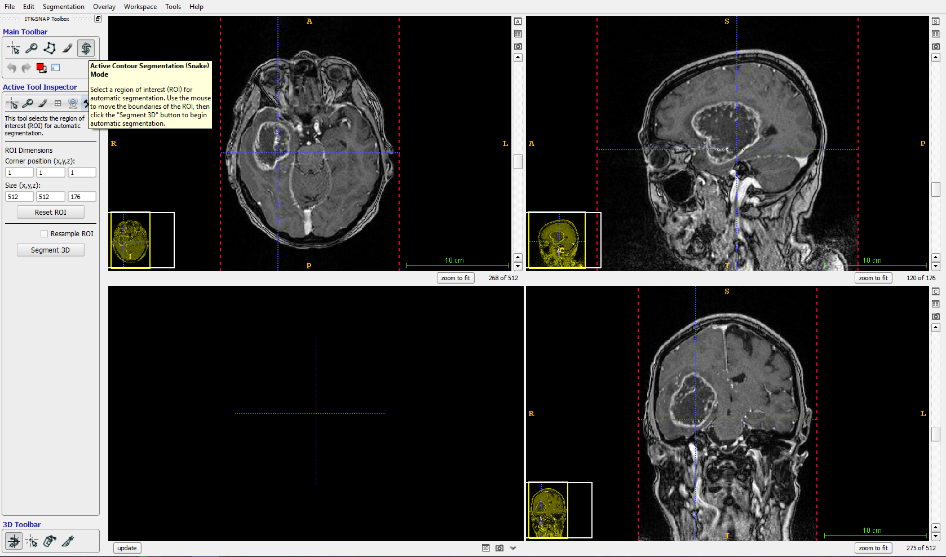 File Edit Segmentation Overlay Workspace Tools Help
ITK-SNAP Toolbox
Main Toolbar
Active Contour Segmentation (Snake)
Mode
Select a region of interest (ROI) for
automatic segmentation. Use the mouse
to move the boundaries of the ROI, then
click the "Segment 3D" button to begin
automatic segmentation.
Active Tool Inspector
This tool selects the region of
interest (ROI) for automatic
segmentation.
ROI Dimensions
Corner position (x,y,z):
1 1 1
Size (x,y,z):
512 512 176
Reset ROI
Resample ROI
Segment 3D
3D Toolbar
A
R
L
P
10 cm
zoom to fit 268 of 512
A
S
A
P
I
10 cm
zoom to fit 120 of 176
S
update
S
R
L
I
10 cm
zoom to fit 275 of 512
C